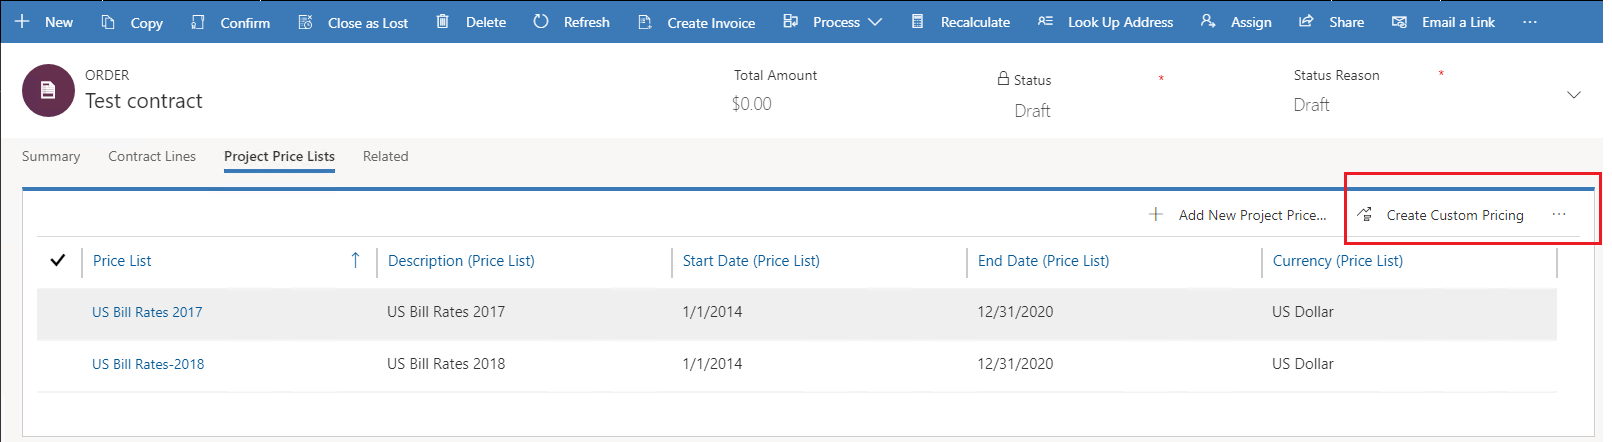 New Copy Confirm Close as Lost Delete Refresh Create Invoice Process Recalculate Look Up Address Assign Share Email a Link ...
ORDER
Test contract
Total Amount
$0.00
Status *
Draft
Status Reason *
Draft
Summary Contract Lines Project Price Lists Related
Add New Project Price... Create Custom Pricing ...
Price List Description (Price List) Start Date (Price List) End Date (Price List) Currency (Price List)
US Bill Rates 2017 US Bill Rates 2017 1/1/2014 12/31/2020 US Dollar
US Bill Rates-2018 US Bill Rates 2018 1/1/2014 12/31/2020 US Dollar